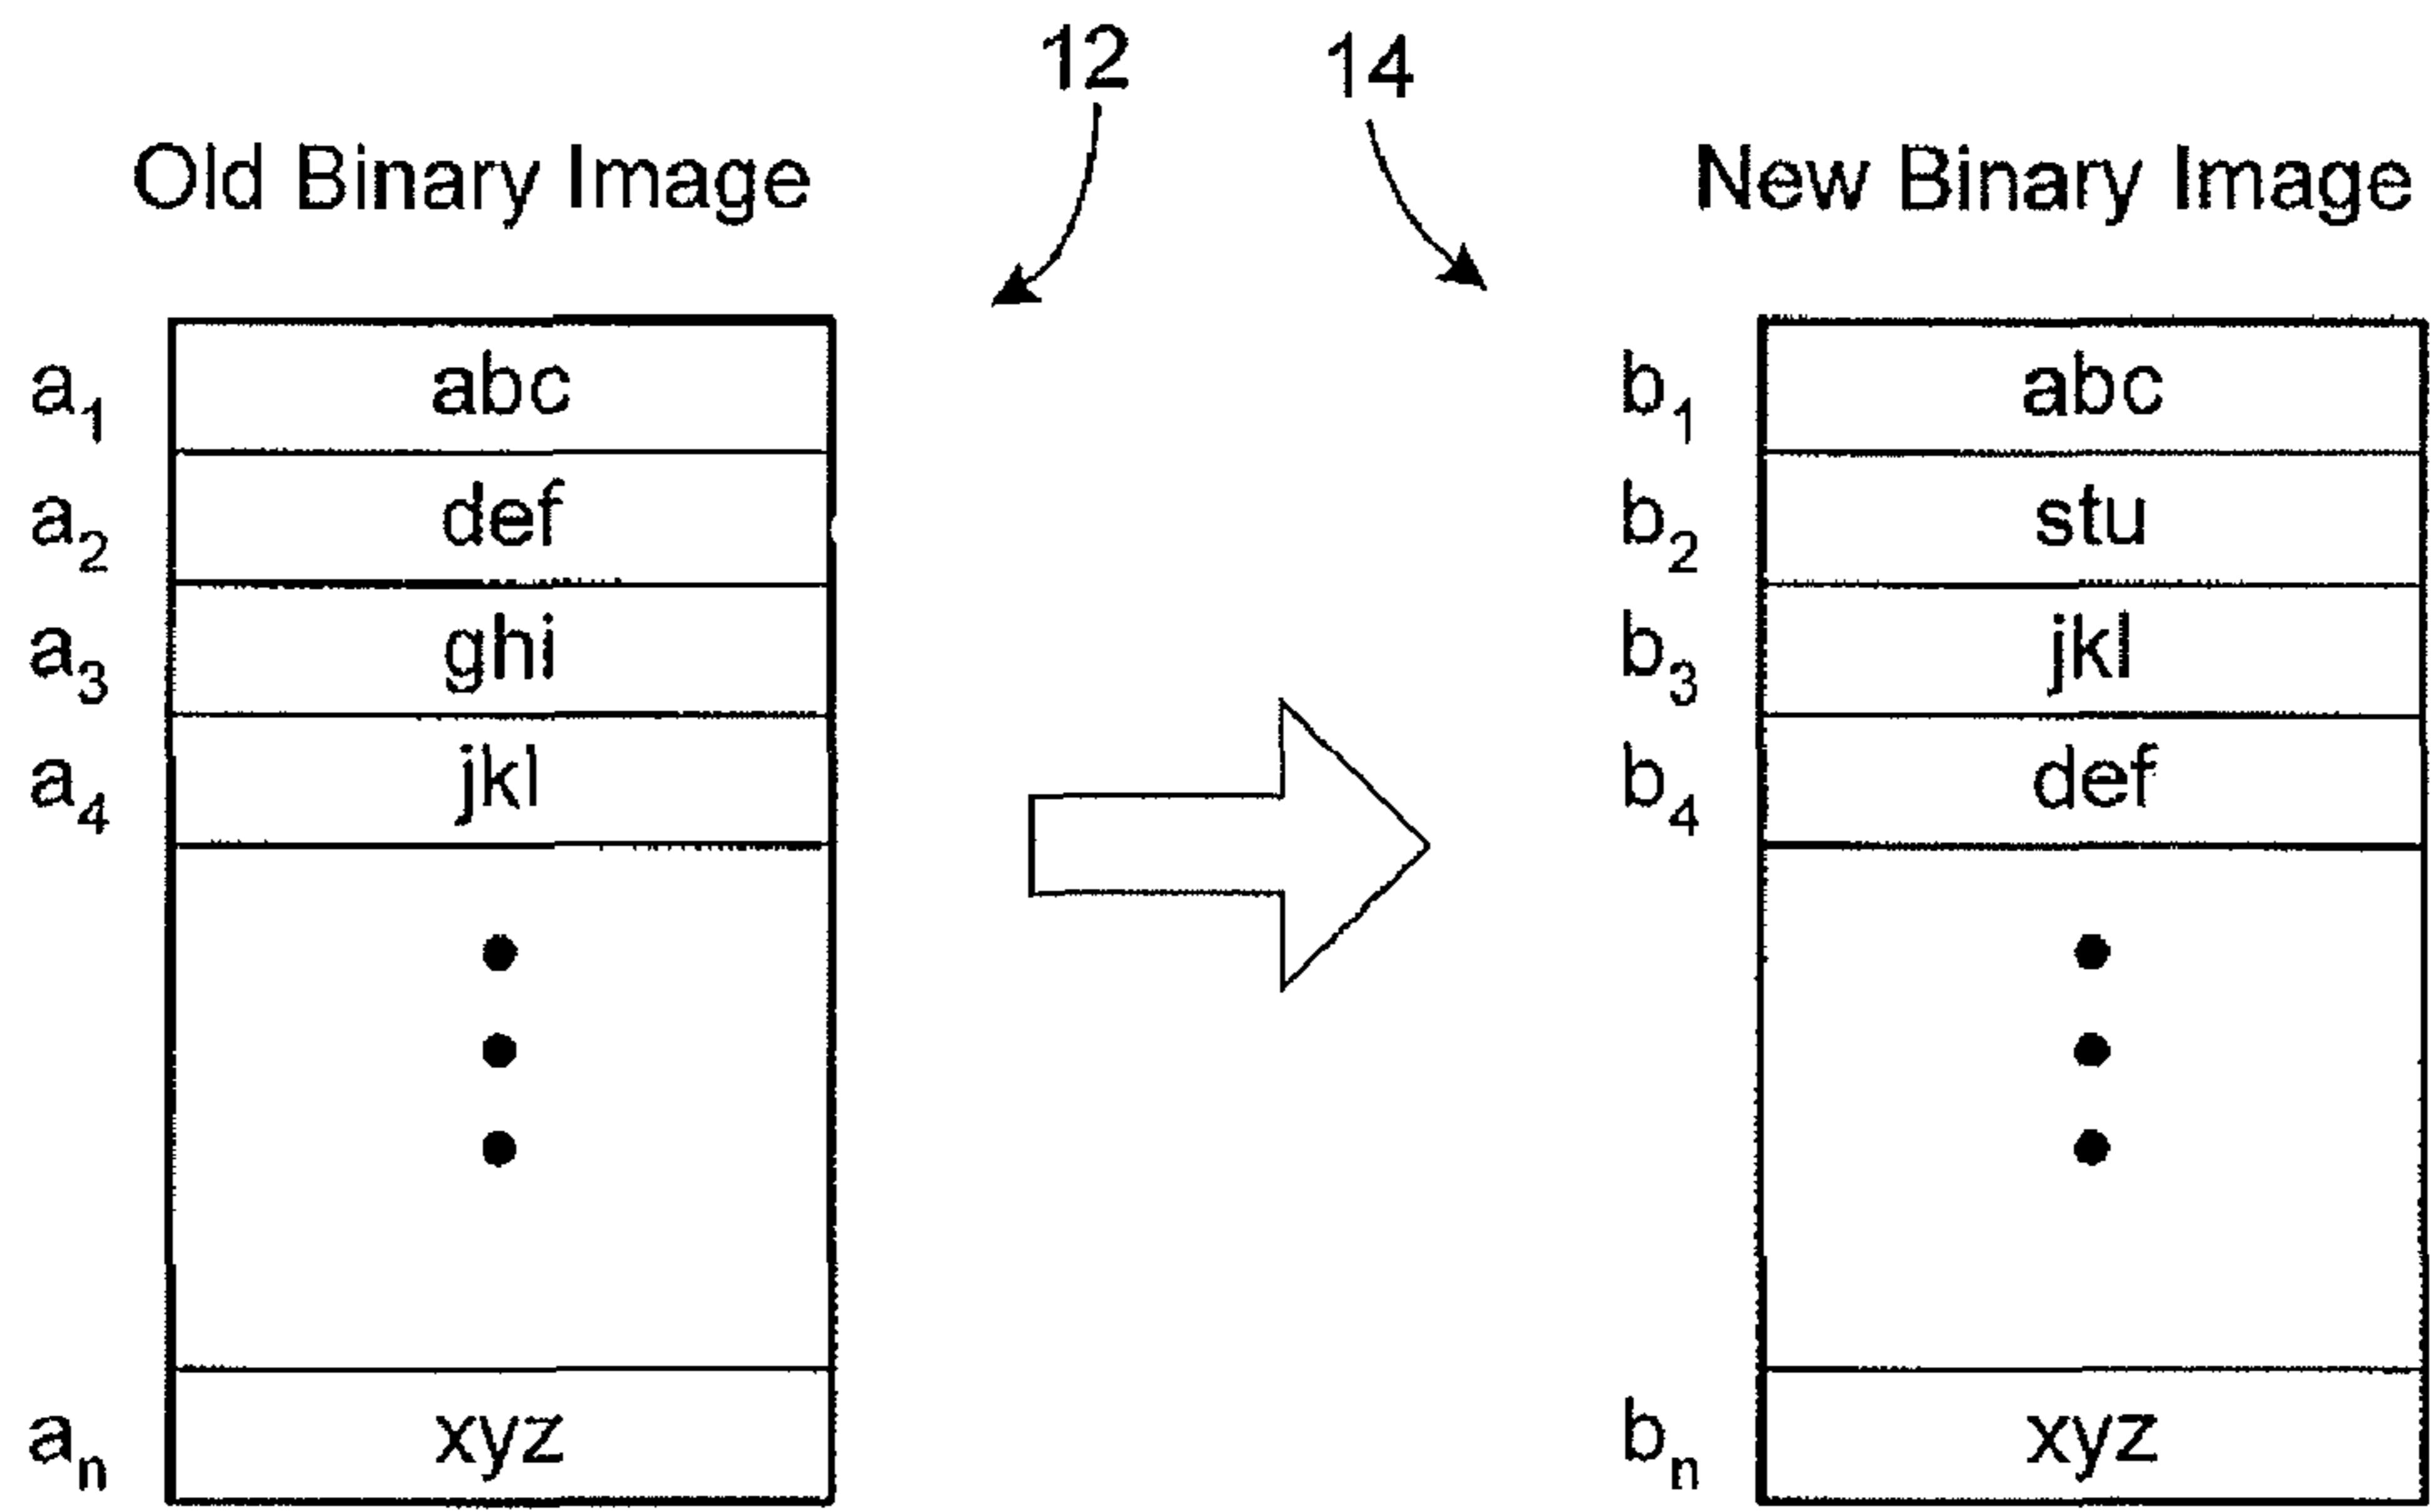 12 14
Old Binary Image New Binary Image
a1 abc b1 abc
a2 def b2 stu
a3 ghi b3 jkl
a4 jkl b4 def
an xyz bn xyz